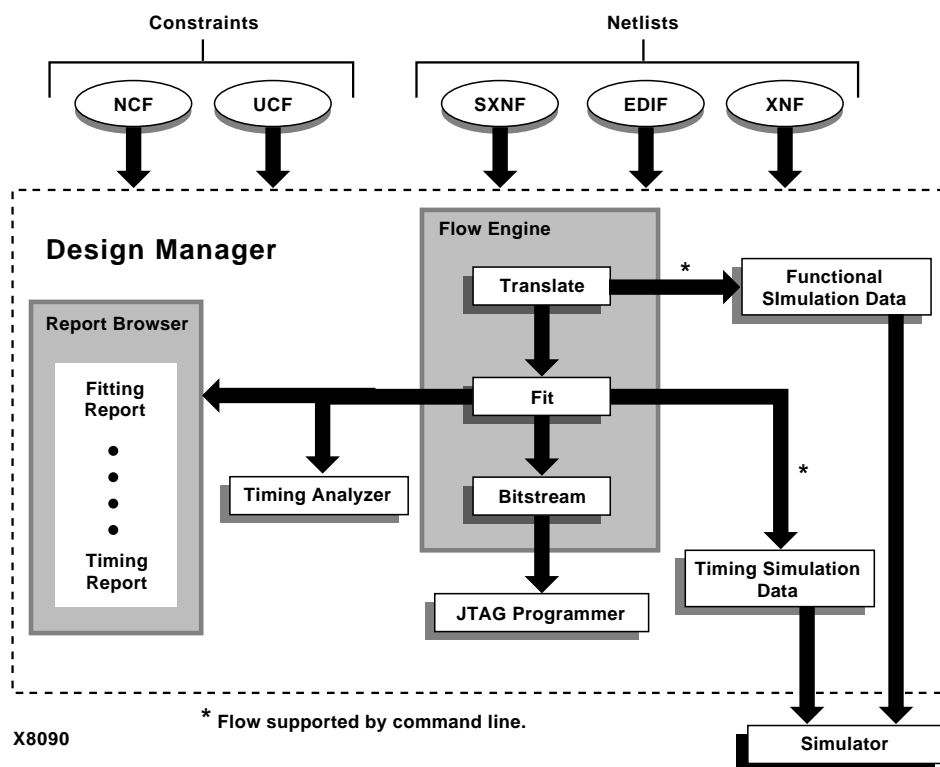 Constraints
Netlists
NCF
UCF
SXNF
EDIF
XNF
Design Manager
Flow Engine
Translate
*
Functional
SImulation Data
Report Browser
Fitting
Report
Fit
*
Timing Analyzer
Bitstream
Timing
Report
Timing Simulation
Data
JTAG Programmer
* Flow supported by command line.
X8090
Simulator